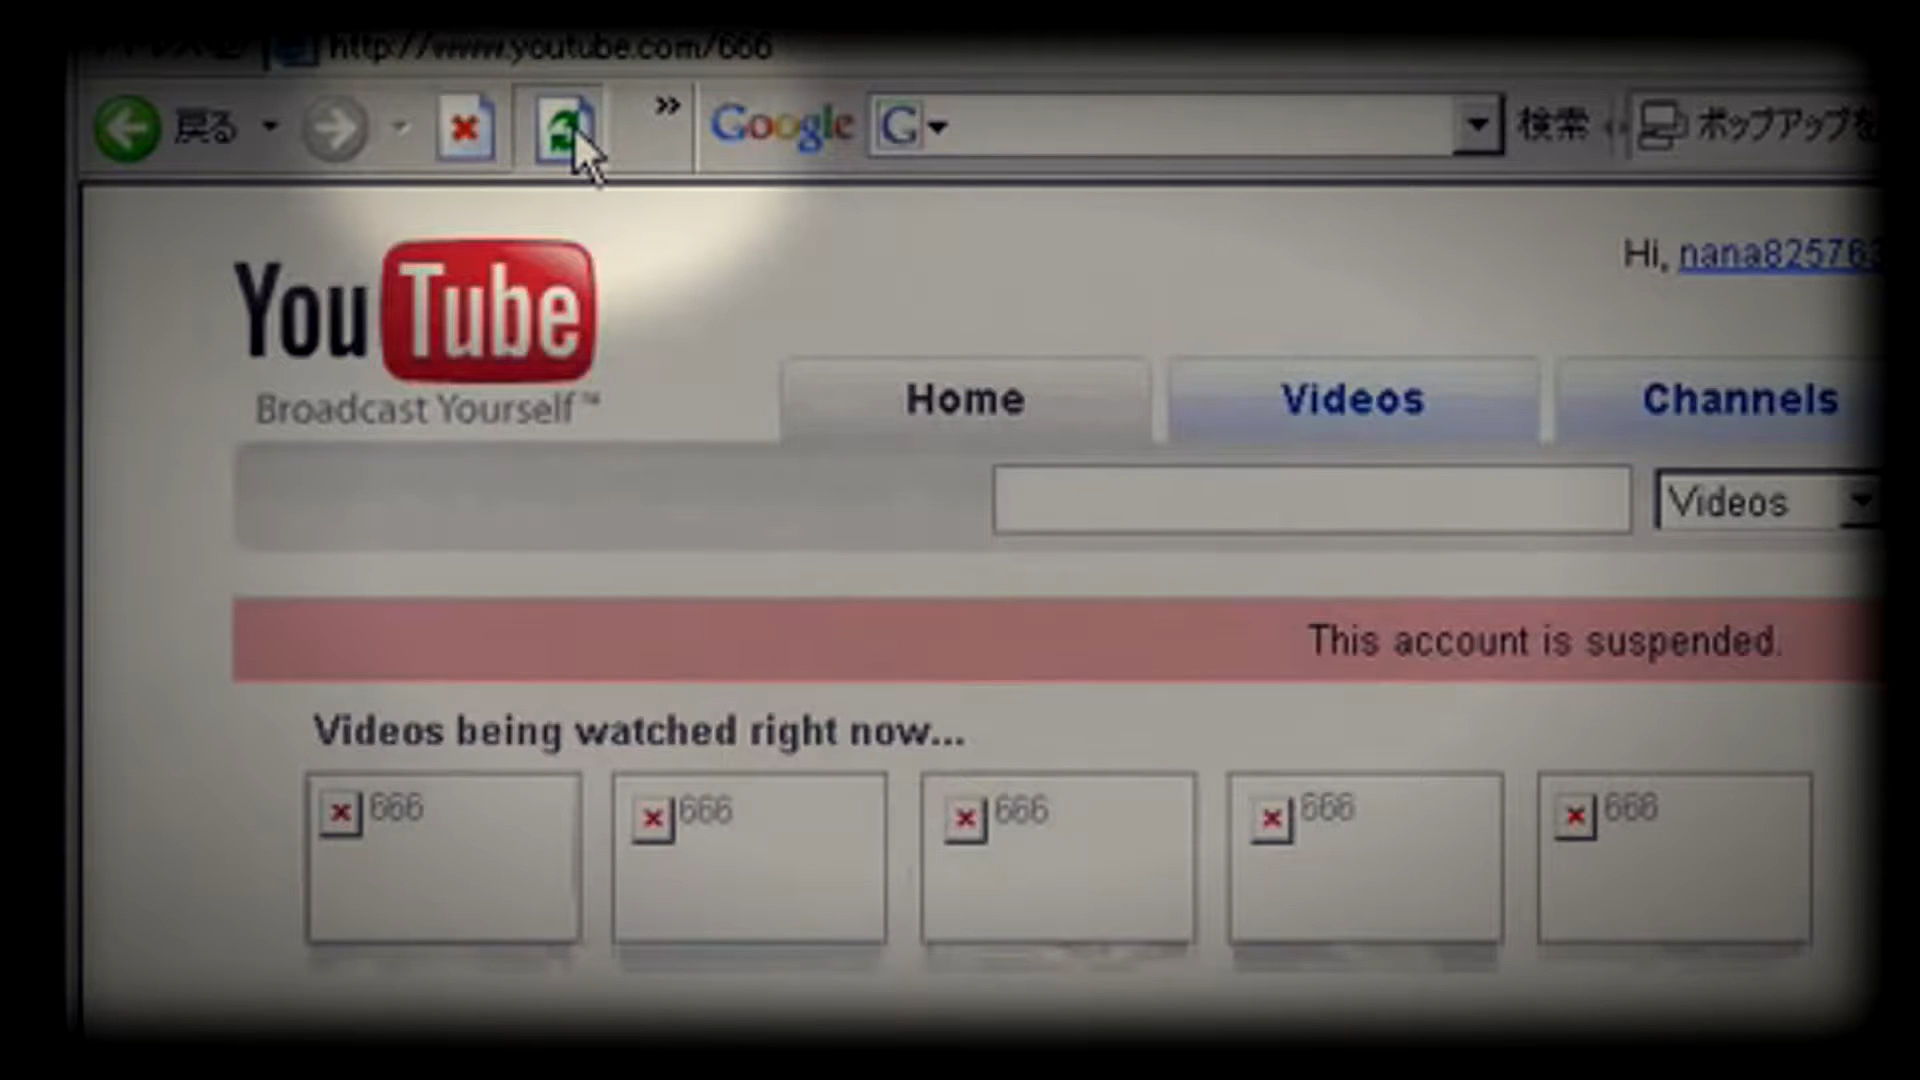 http://www.youtube.com/666
戻る Google G 検索 ポップアップを
YouTube
Hi, nana825763
Broadcast Yourself™
Home Videos Channels
Videos
This account is suspended.
Videos being watched right now...
666 666 666 666 666